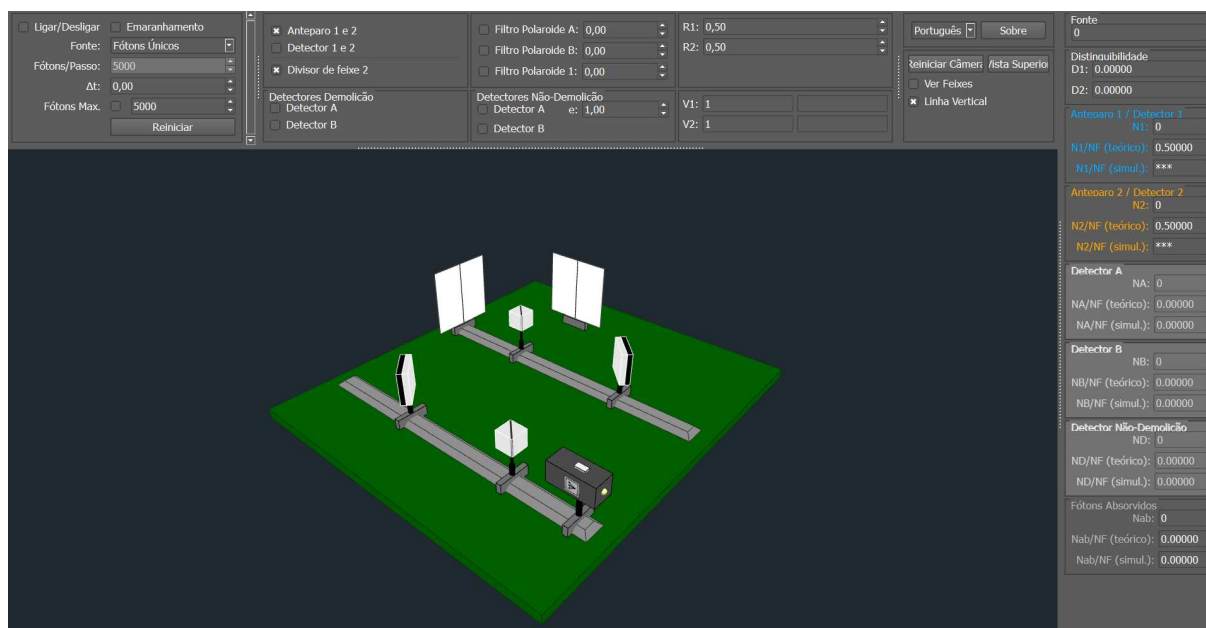 Ligar/Desligar
Emaranhamento
Fonte: Fótons Únicos
Fótons/Passo: 5000
Δt: 0,00
Fótons Max. 5000
Reiniciar
Anteparo 1 e 2
Detector 1 e 2
Divisor de feixe 2
Detectores Demolição
Detector A
Detector B
Filtro Polaroide A: 0,00
Filtro Polaroide B: 0,00
Filtro Polaroide 1: 0,00
Detectores Não-Demolição
Detector A e: 1,00
Detector B
R1: 0,50
R2: 0,50
V1: 1
V2: 1
Português
Sobre
Reiniciar Câmera
Vista Superio
Ver Feixes
Linha Vertical
Fonte
0
Distinguibilidade
D1: 0.00000
D2: 0.00000
Anteparo 1 / Detector 1
N1: 0
N1/NF (teórico): 0.50000
N1/NF (simul.): ***
Anteparo 2 / Detector 2
N2: 0
N2/NF (teórico): 0.50000
N2/NF (simul.): ***
Detector A
NA: 0
NA/NF (teórico): 0.00000
NA/NF (simul.): 0.00000
Detector B
NB: 0
NB/NF (teórico): 0.00000
NB/NF (simul.): 0.00000
Detector Não-Demolição
ND: 0
ND/NF (teórico): 0.00000
ND/NF (simul.): 0.00000
Fótons Absorvidos
Nab: 0
Nab/NF (teórico): 0.00000
Nab/NF (simul.): 0.00000